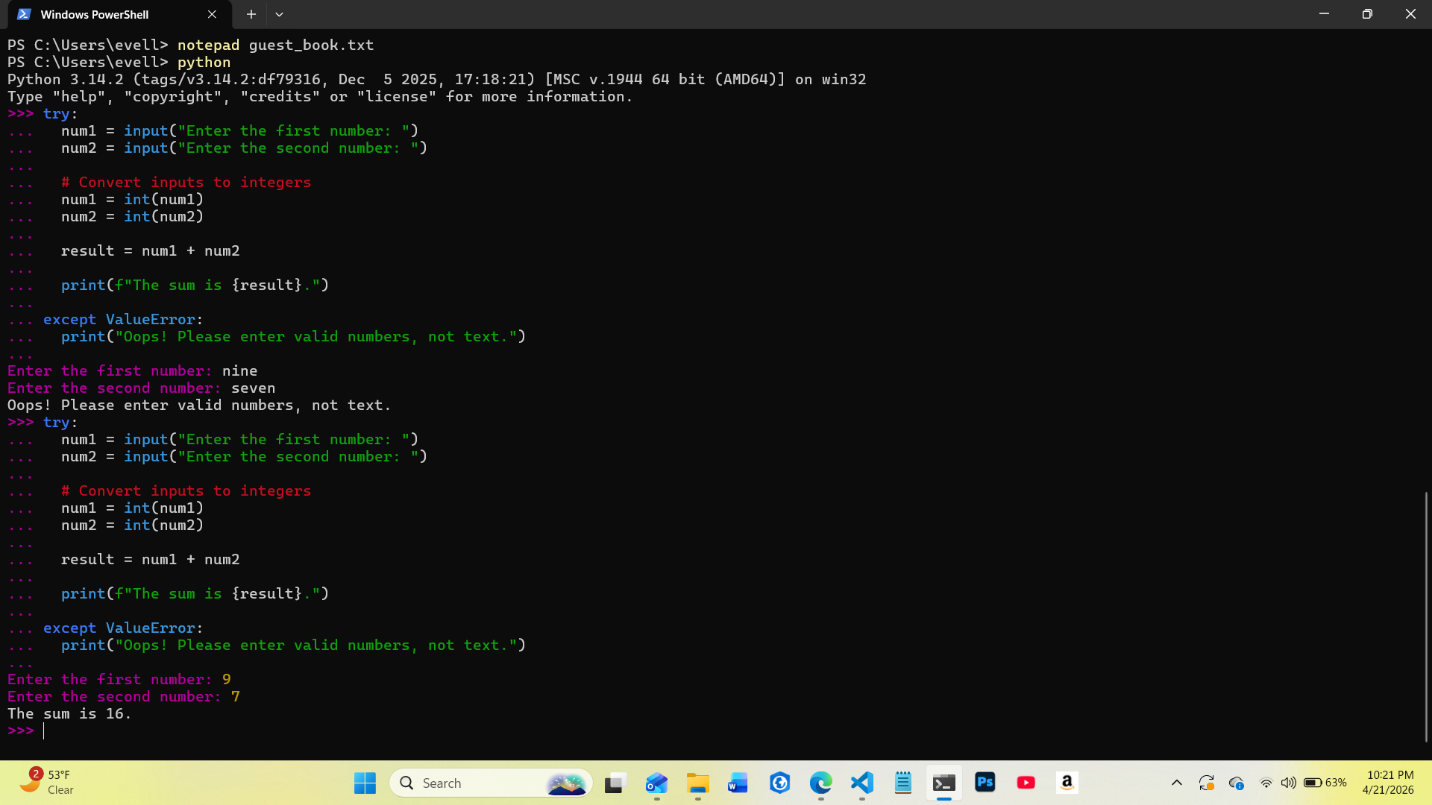 Windows PowerShell
PS C:\Users\evell> notepad guest_book.txt
PS C:\Users\evell> python
Python 3.14.2 (tags/v3.14.2:df79316, Dec  5 2025, 17:18:21) [MSC v.1944 64 bit (AMD64)] on win32
Type "help", "copyright", "credits" or "license" for more information.
>>> try:
...   num1 = input("Enter the first number: ")
...   num2 = input("Enter the second number: ")
...
...   # Convert inputs to integers
...   num1 = int(num1)
...   num2 = int(num2)
...
...   result = num1 + num2
...
...   print(f"The sum is {result}.")
...
... except ValueError:
...   print("Oops! Please enter valid numbers, not text.")
...
Enter the first number: nine
Enter the second number: seven
Oops! Please enter valid numbers, not text.
>>> try:
...   num1 = input("Enter the first number: ")
...   num2 = input("Enter the second number: ")
...
...   # Convert inputs to integers
...   num1 = int(num1)
...   num2 = int(num2)
...
...   result = num1 + num2
...
...   print(f"The sum is {result}.")
...
... except ValueError:
...   print("Oops! Please enter valid numbers, not text.")
...
Enter the first number: 9
Enter the second number: 7
The sum is 16.
>>>
2
53°F
Clear
Search
Ps
a
63%
10:21 PM
4/21/2026